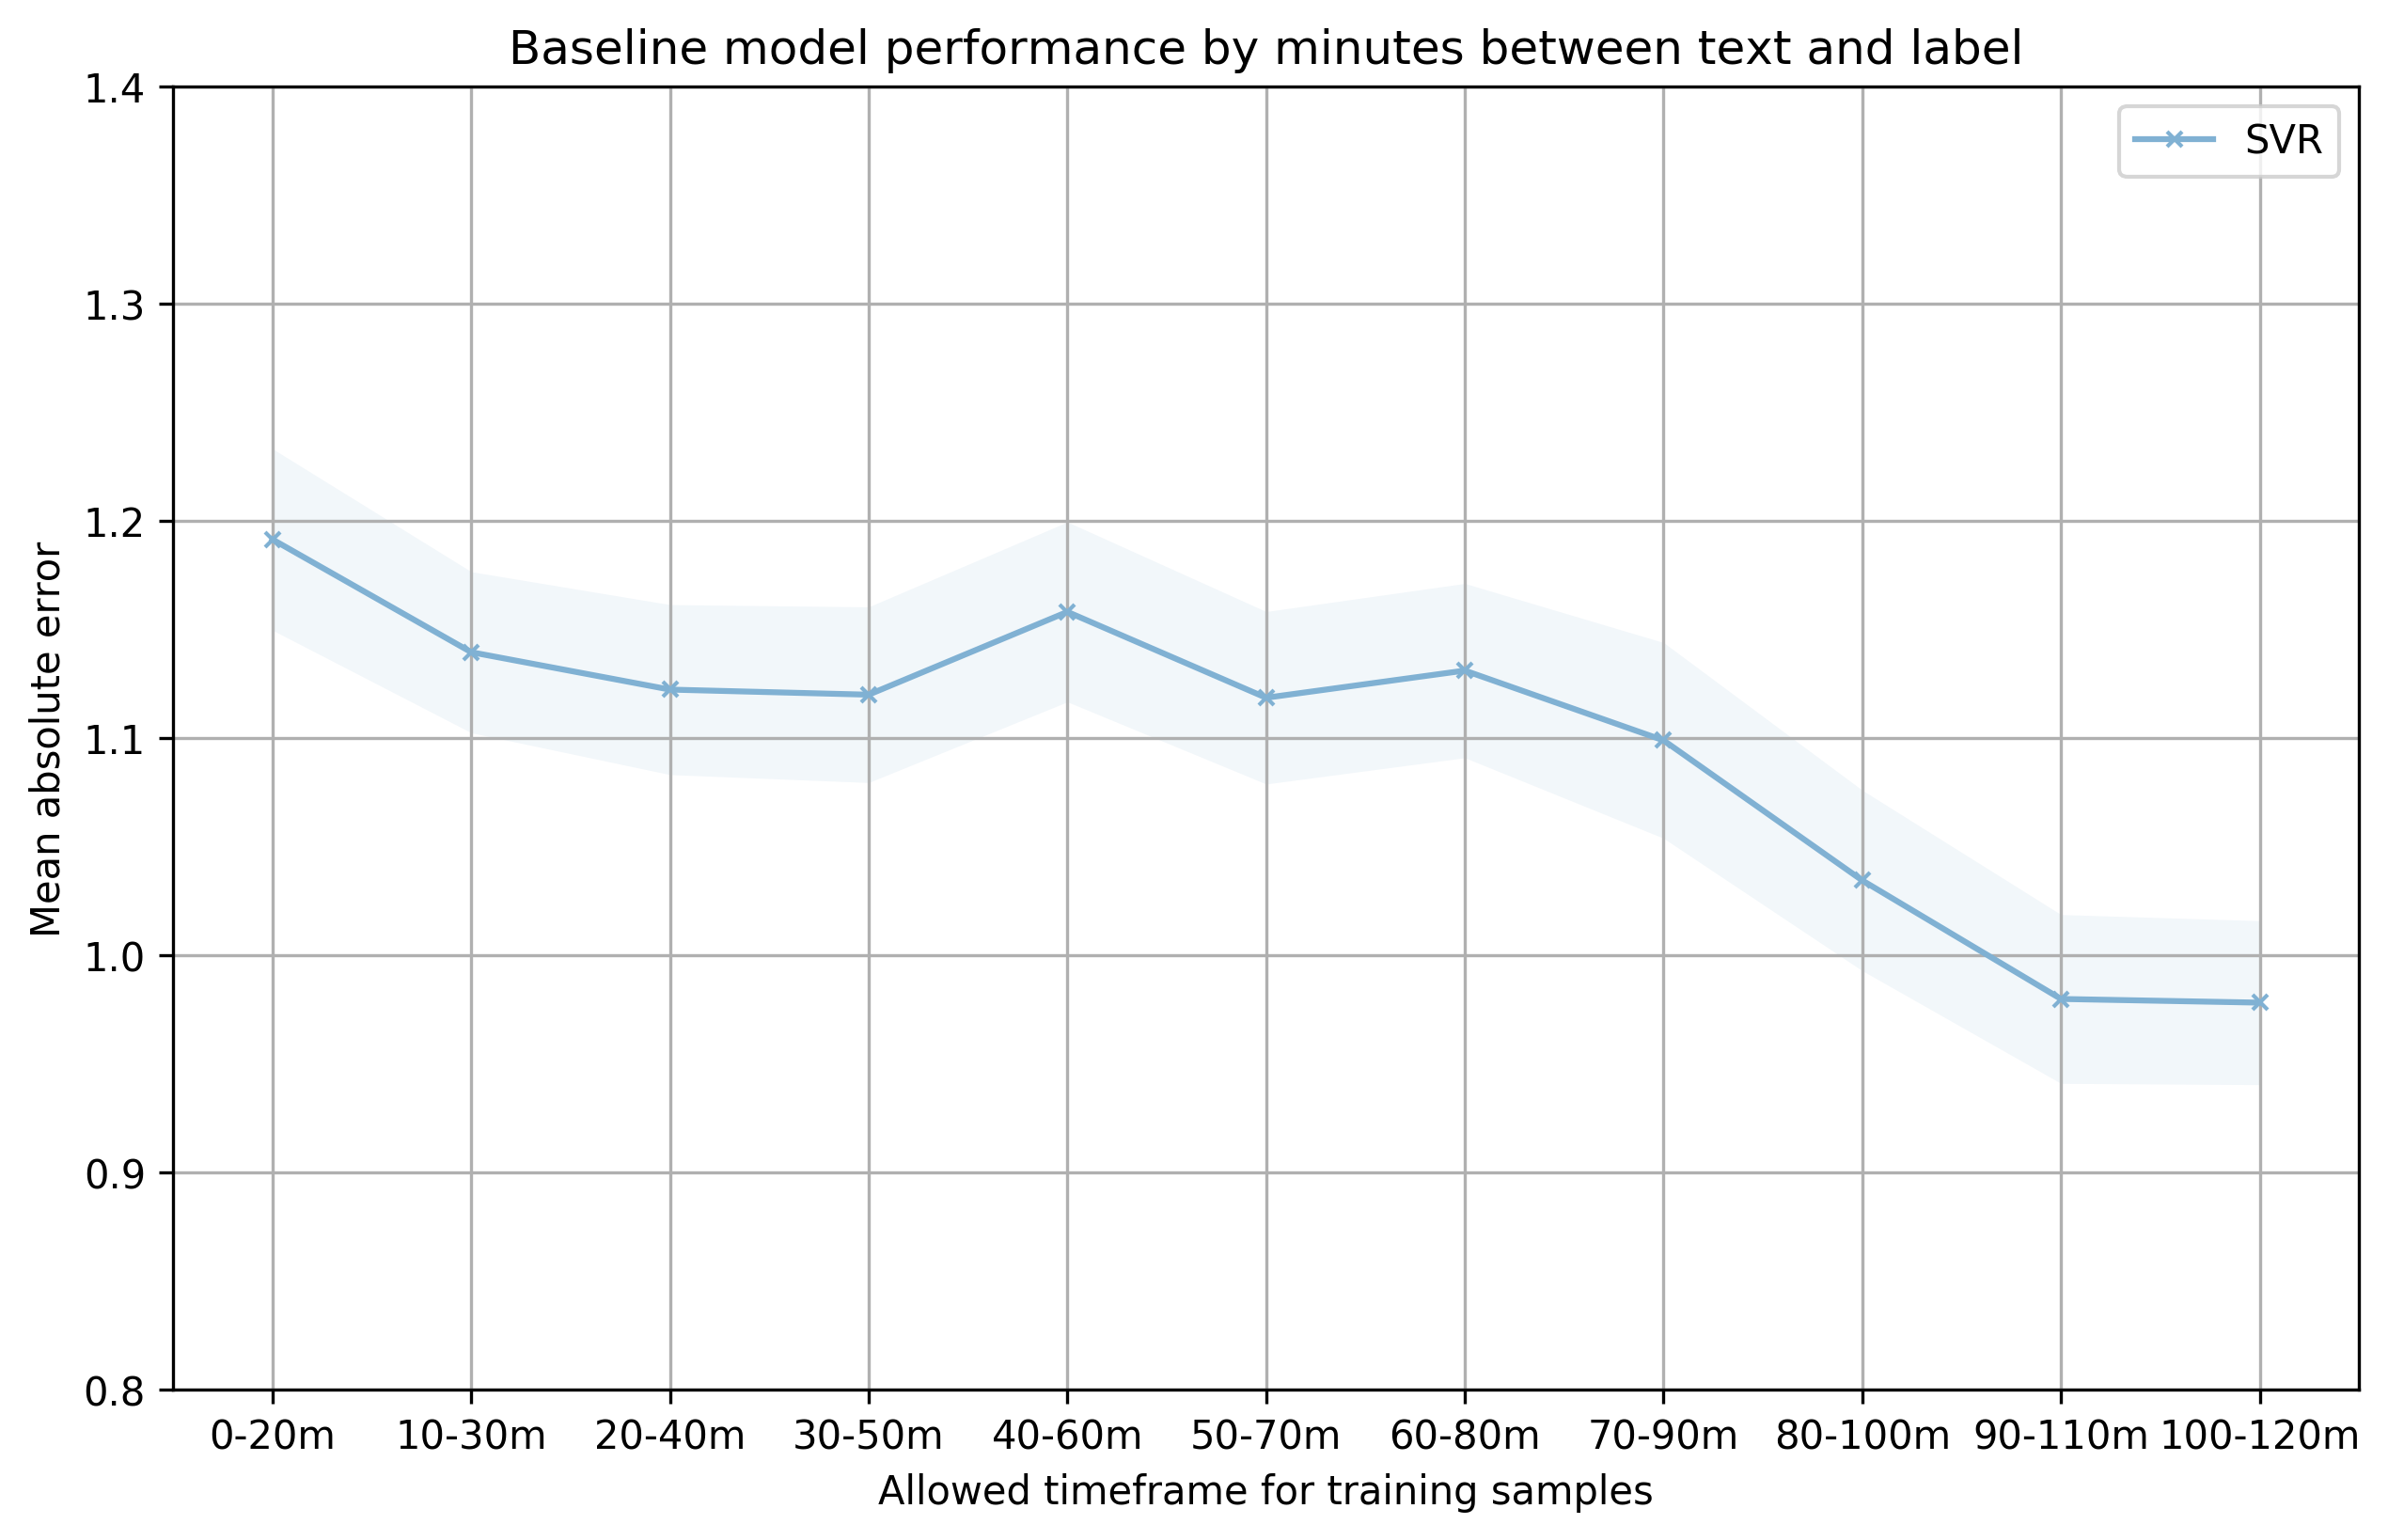 Baseline model performance by minutes between text and label
SVR
Mean absolute error
1.4
1.3
1.2
1.1
1.0
0.9
0.8
0-20m 10-30m 20-40m 30-50m 40-60m 50-70m 60-80m 70-90m 80-100m 90-110m 100-120m
Allowed timeframe for training samples